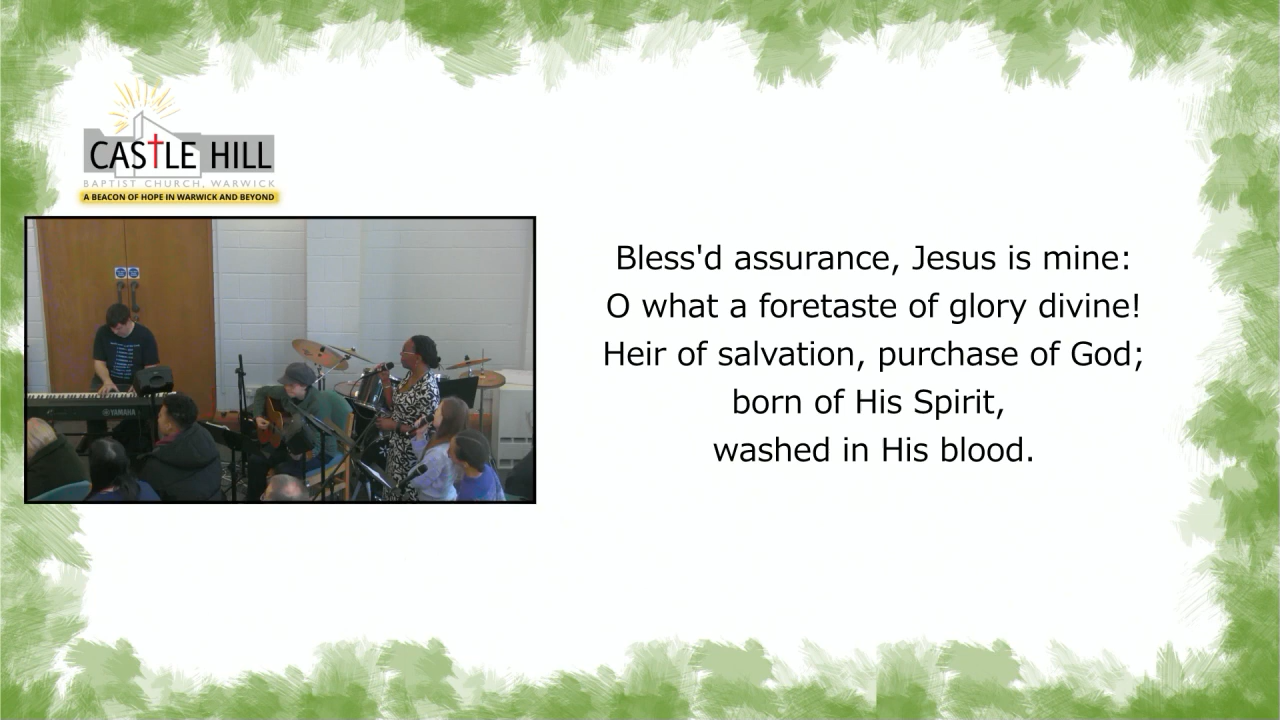 CASTLE HILL
BAPTIST CHURCH, WARWICK
A BEACON OF HOPE IN WARWICK AND BEYOND
YAMAHA
Bless'd assurance, Jesus is mine:
O what a foretaste of glory divine!
Heir of salvation, purchase of God;
born of His Spirit,
washed in His blood.